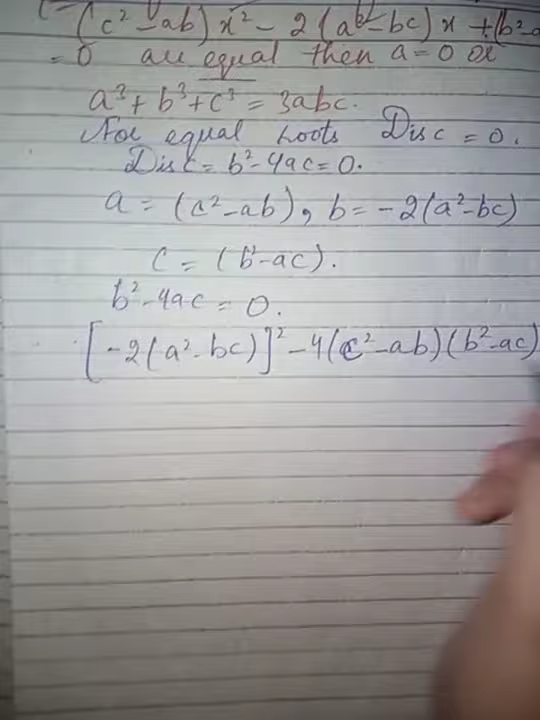 (c² - ab) x² - 2(a² - bc) x + (b² - a
= 0 are equal then a = 0 or
a³ + b³ + c³ = 3abc.
For equal roots Disc = 0.
Disc = b² - 4ac = 0.
a = (c² - ab), b = -2(a² - bc)
c = (b² - ac).
b² - 4ac = 0.
[-2(a² - bc)]² - 4(c² - ab)(b² - ac)